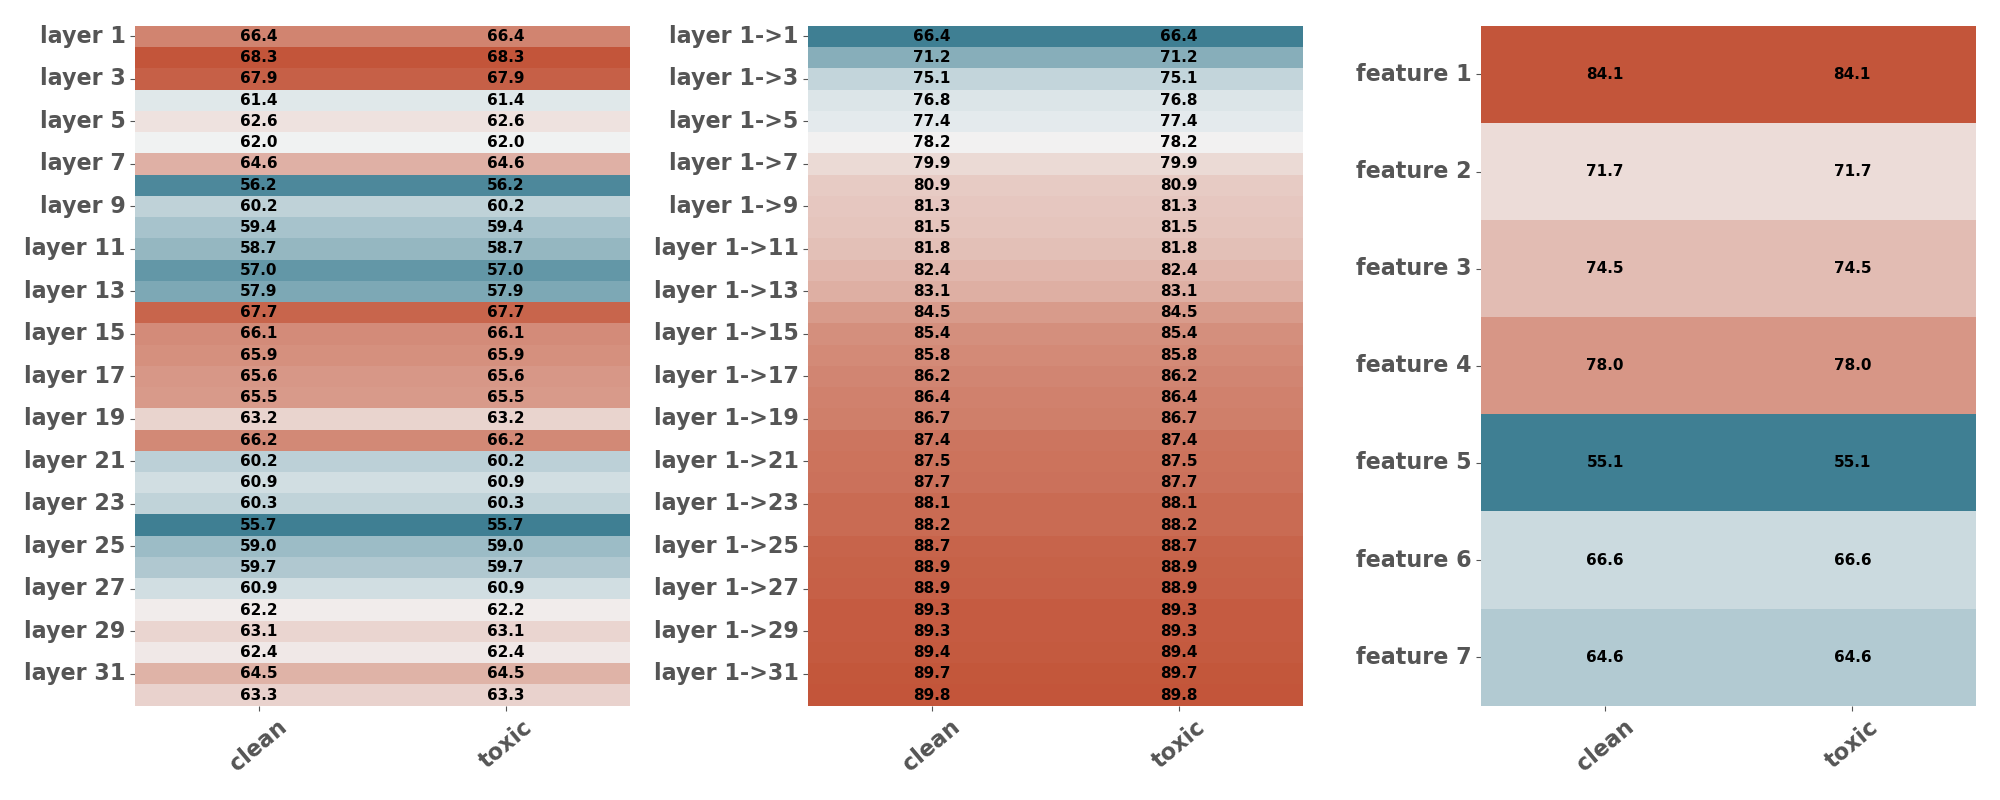 layer 1 66.4 66.4
68.3 68.3
layer 3 67.9 67.9
61.4 61.4
layer 5 62.6 62.6
62.0 62.0
layer 7 64.6 64.6
56.2 56.2
layer 9 60.2 60.2
59.4 59.4
layer 11 58.7 58.7
57.0 57.0
layer 13 57.9 57.9
67.7 67.7
layer 15 66.1 66.1
65.9 65.9
layer 17 65.6 65.6
65.5 65.5
layer 19 63.2 63.2
66.2 66.2
layer 21 60.2 60.2
60.9 60.9
layer 23 60.3 60.3
55.7 55.7
layer 25 59.0 59.0
59.7 59.7
layer 27 60.9 60.9
62.2 62.2
layer 29 63.1 63.1
62.4 62.4
layer 31 64.5 64.5
63.3 63.3
clean toxic
layer 1->1 66.4 66.4
71.2 71.2
layer 1->3 75.1 75.1
76.8 76.8
layer 1->5 77.4 77.4
78.2 78.2
layer 1->7 79.9 79.9
80.9 80.9
layer 1->9 81.3 81.3
81.5 81.5
layer 1->11 81.8 81.8
82.4 82.4
layer 1->13 83.1 83.1
84.5 84.5
layer 1->15 85.4 85.4
85.8 85.8
layer 1->17 86.2 86.2
86.4 86.4
layer 1->19 86.7 86.7
87.4 87.4
layer 1->21 87.5 87.5
87.7 87.7
layer 1->23 88.1 88.1
88.2 88.2
layer 1->25 88.7 88.7
88.9 88.9
layer 1->27 88.9 88.9
89.3 89.3
layer 1->29 89.3 89.3
89.4 89.4
layer 1->31 89.7 89.7
89.8 89.8
clean toxic
feature 1 84.1 84.1
feature 2 71.7 71.7
feature 3 74.5 74.5
feature 4 78.0 78.0
feature 5 55.1 55.1
feature 6 66.6 66.6
feature 7 64.6 64.6
clean toxic